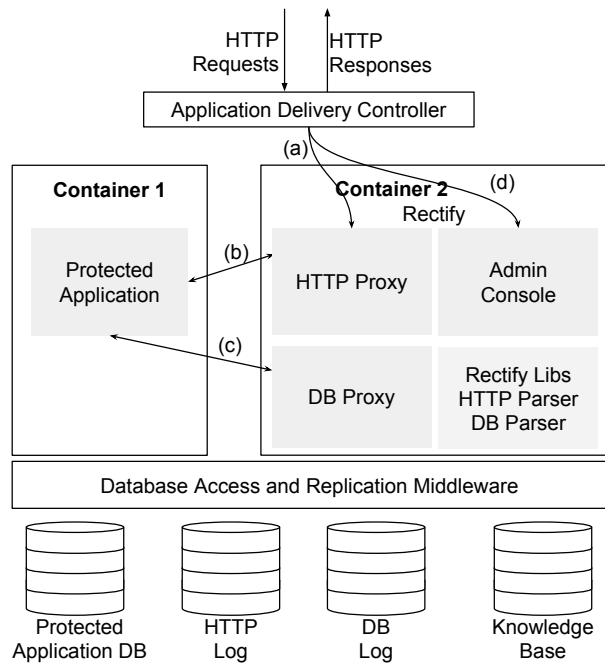 HTTP
Requests
HTTP
Responses
Application Delivery Controller
(a)
(d)
Container 1
Container 2
Rectify
Protected
Application
(b)
HTTP Proxy
Admin
Console
(c)
DB Proxy
Rectify Libs
HTTP Parser
DB Parser
Database Access and Replication Middleware
Protected
Application DB
HTTP
Log
DB
Log
Knowledge
Base